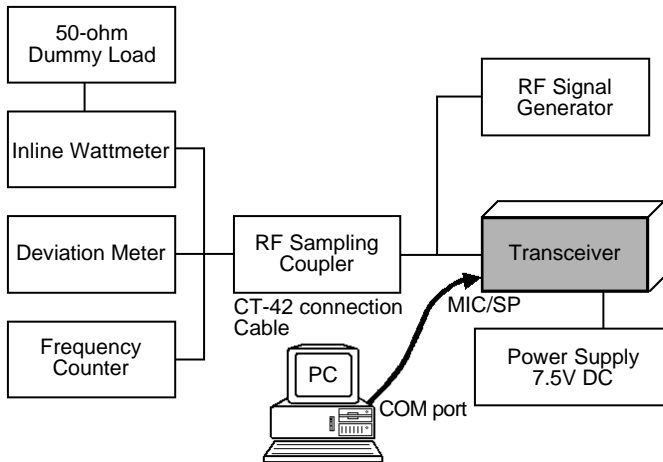 50-ohm
Dummy Load
RF Signal
Generator
Inline Wattmeter
Deviation Meter
RF Sampling
Coupler
Transceiver
CT-42 connection
Cable
MIC/SP
Frequency
Counter
PC
COM port
Power Supply
7.5V DC